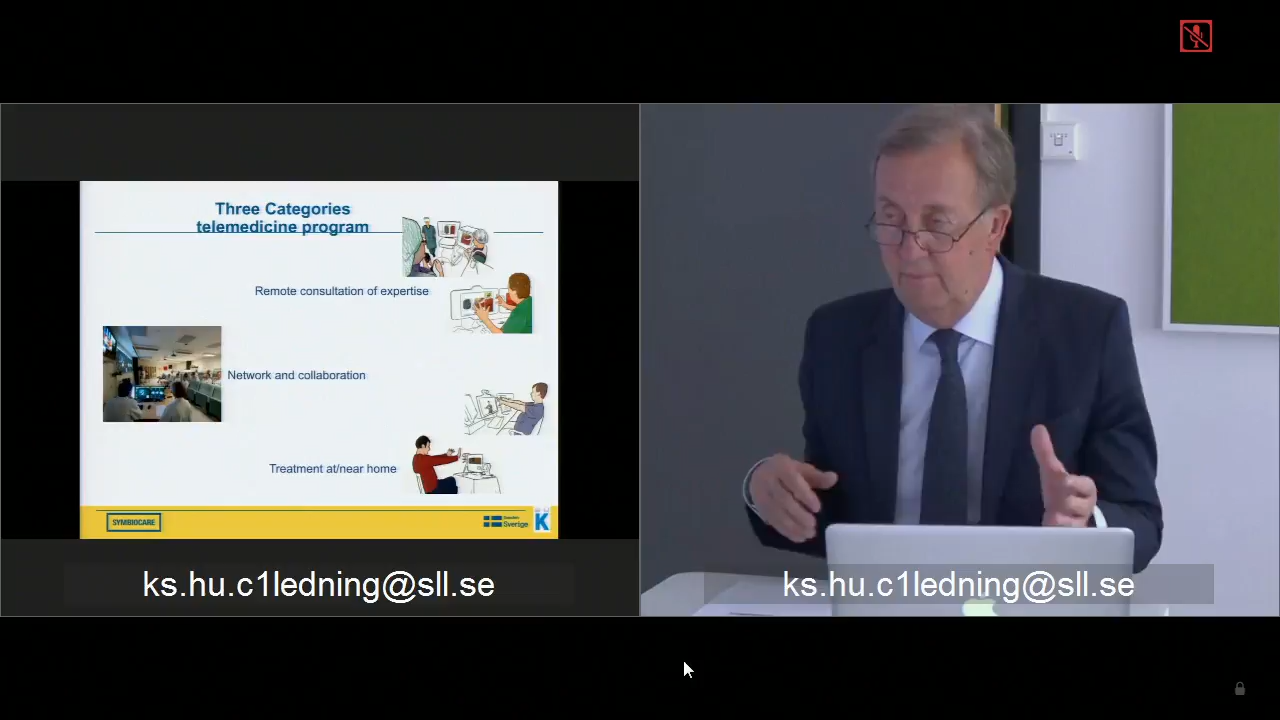 Three Categories
telemedicine program
Remote consultation of expertise
Network and collaboration
Treatment at/near home
SYMBIOCARE
Sverige
K
ks.hu.c1ledning@sll.se
ks.hu.c1ledning@sll.se